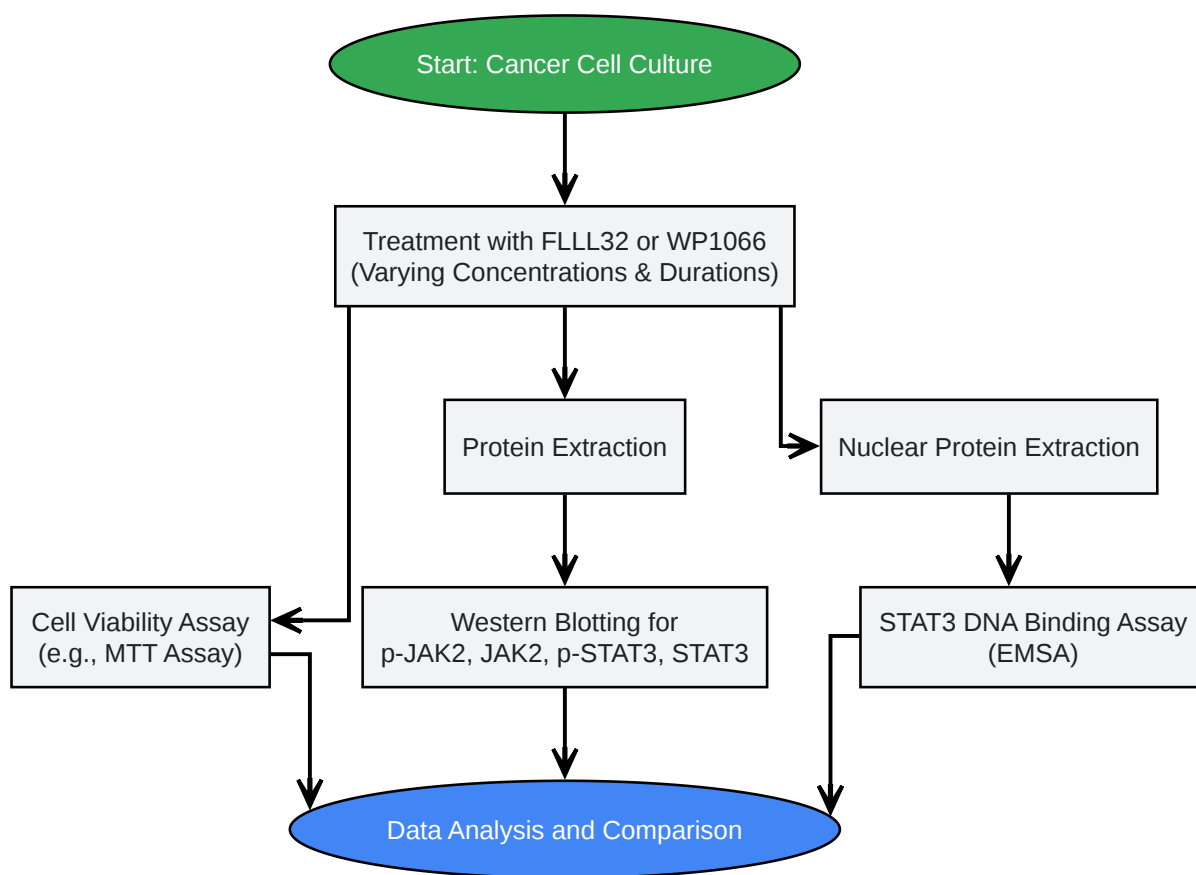 Start: Cancer Cell Culture
Treatment with FLLL32 or WP1066
(Varying Concentrations & Durations)
Protein Extraction
Nuclear Protein Extraction
Cell Viability Assay
(e.g., MTT Assay)
Western Blotting for
p-JAK2, JAK2, p-STAT3, STAT3
STAT3 DNA Binding Assay
(EMSA)
Data Analysis and Comparison